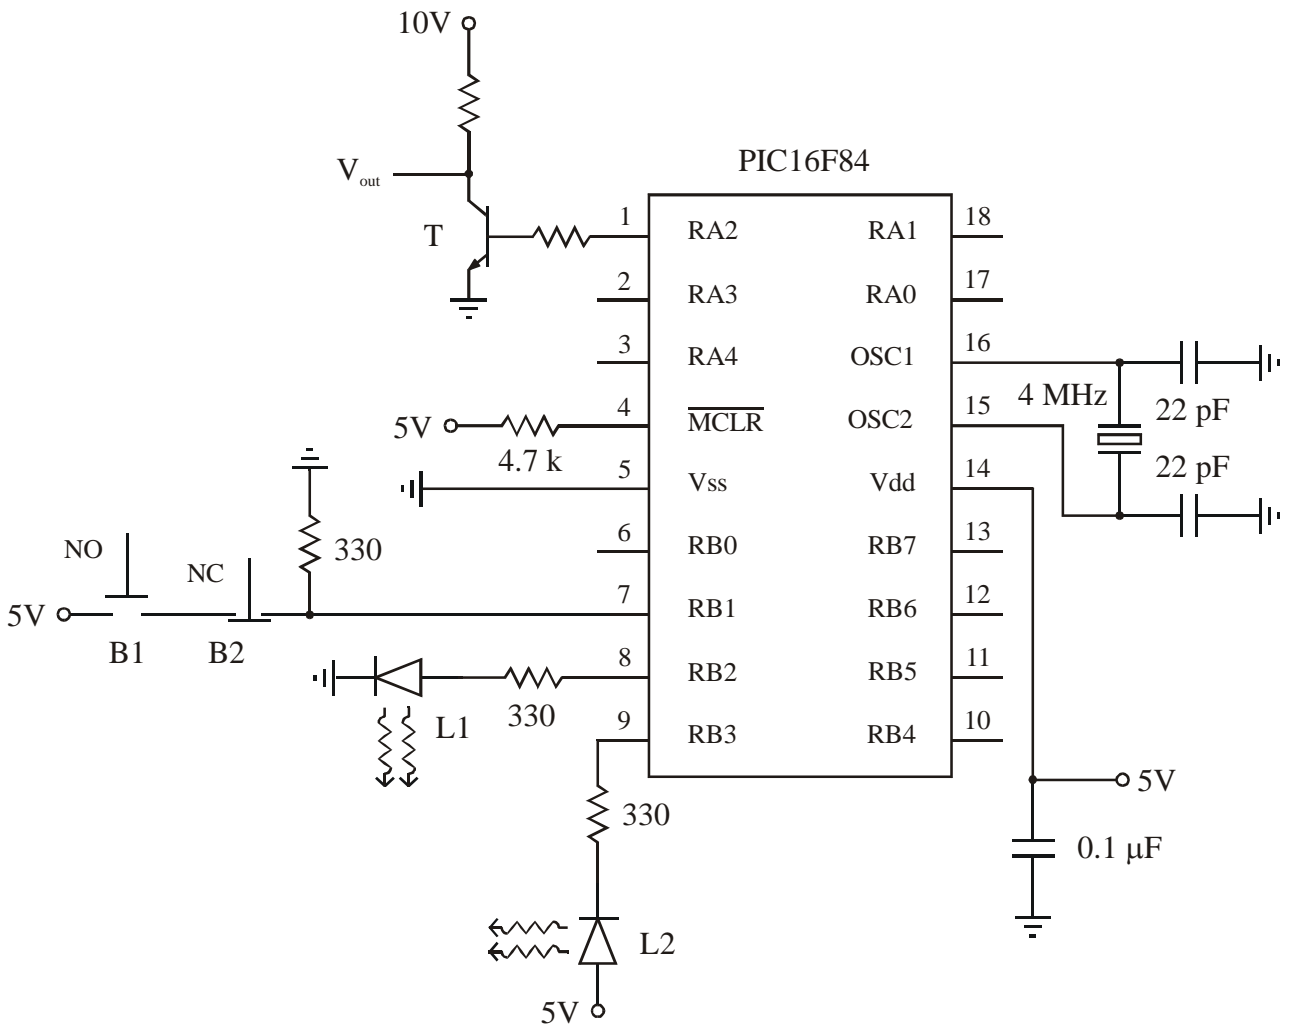 10V
PIC16F84
V out
T
1 RA2 RA1 18
2 RA3 RA0 17
3 RA4 OSC1 16
4 MCLR OSC2 15
4 MHz
22 pF
5V
4.7 k
22 pF
5 Vss Vdd 14
6 RB0 RB7 13
NO
NC
330
5V
7 RB1 RB6 12
B1
B2
8 RB2 RB5 11
L1
330
9 RB3 RB4 10
5V
330
0.1 μF
L2
5V